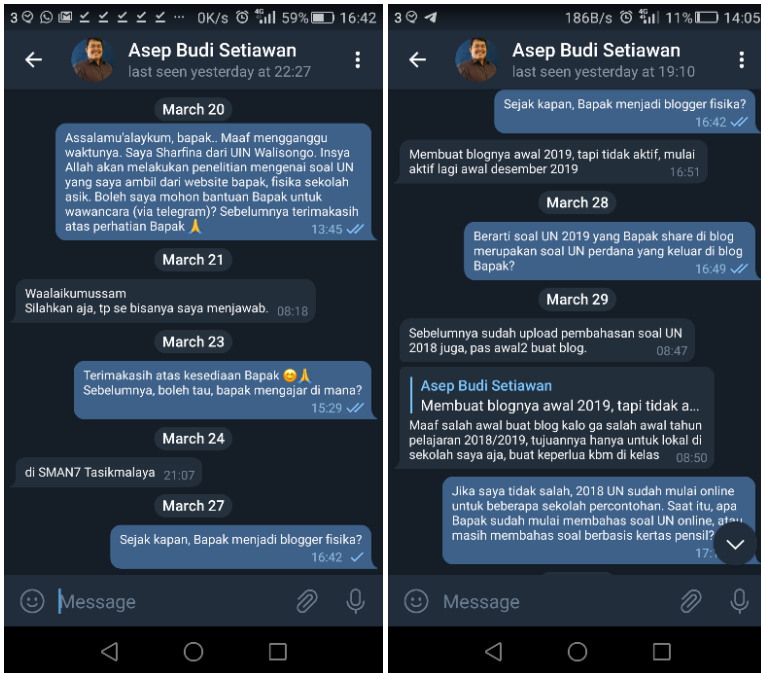 3 0K/s 4G 59% 16:42
Asep Budi Setiawan
last seen yesterday at 22:27
March 20
Assalamu'alaykum, bapak.. Maaf mengganggu
waktunya. Saya Sharfina dari UIN Walisongo. Insya
Allah akan melakukan penelitian mengenai soal UN
yang saya ambil dari website bapak, fisika sekolah
asik. Boleh saya mohon bantuan Bapak untuk
wawancara (via telegram)? Sebelumnya terimakasih
atas perhatian Bapak 🙏
13:45
March 21
Waalaikumussam
Silahkan aja, tp se bisanya saya menjawab. 08:18
March 23
Terimakasih atas kesediaan Bapak 😊🙏
Sebelumnya, boleh tau, bapak mengajar di mana?
15:29
March 24
di SMAN7 Tasikmalaya 21:07
March 27
Sejak kapan, Bapak menjadi blogger fisika?
16:42
Message
3 186B/s 4G 11% 14:05
Asep Budi Setiawan
last seen yesterday at 19:10
Sejak kapan, Bapak menjadi blogger fisika?
16:42
Membuat blognya awal 2019, tapi tidak aktif, mulai
aktif lagi awal desember 2019 16:51
March 28
Berarti soal UN 2019 yang Bapak share di blog
merupakan soal UN perdana yang keluar di blog
Bapak? 16:49
March 29
Sebelumnya sudah upload pembahasan soal UN
2018 juga, pas awal2 buat blog. 08:47
Asep Budi Setiawan
Membuat blognya awal 2019, tapi tidak a...
Maaf salah awal buat blog kalo ga salah awal tahun
pelajaran 2018/2019, tujuannya hanya untuk lokal di
sekolah saya aja, buat keperlua kbm di kelas 08:50
Jika saya tidak salah, 2018 UN sudah mulai online
untuk beberapa sekolah percontohan. Saat itu, apa
Bapak sudah mulai membahas soal UN online, atau
masih membahas soal berbasis kertas pensil?
Message